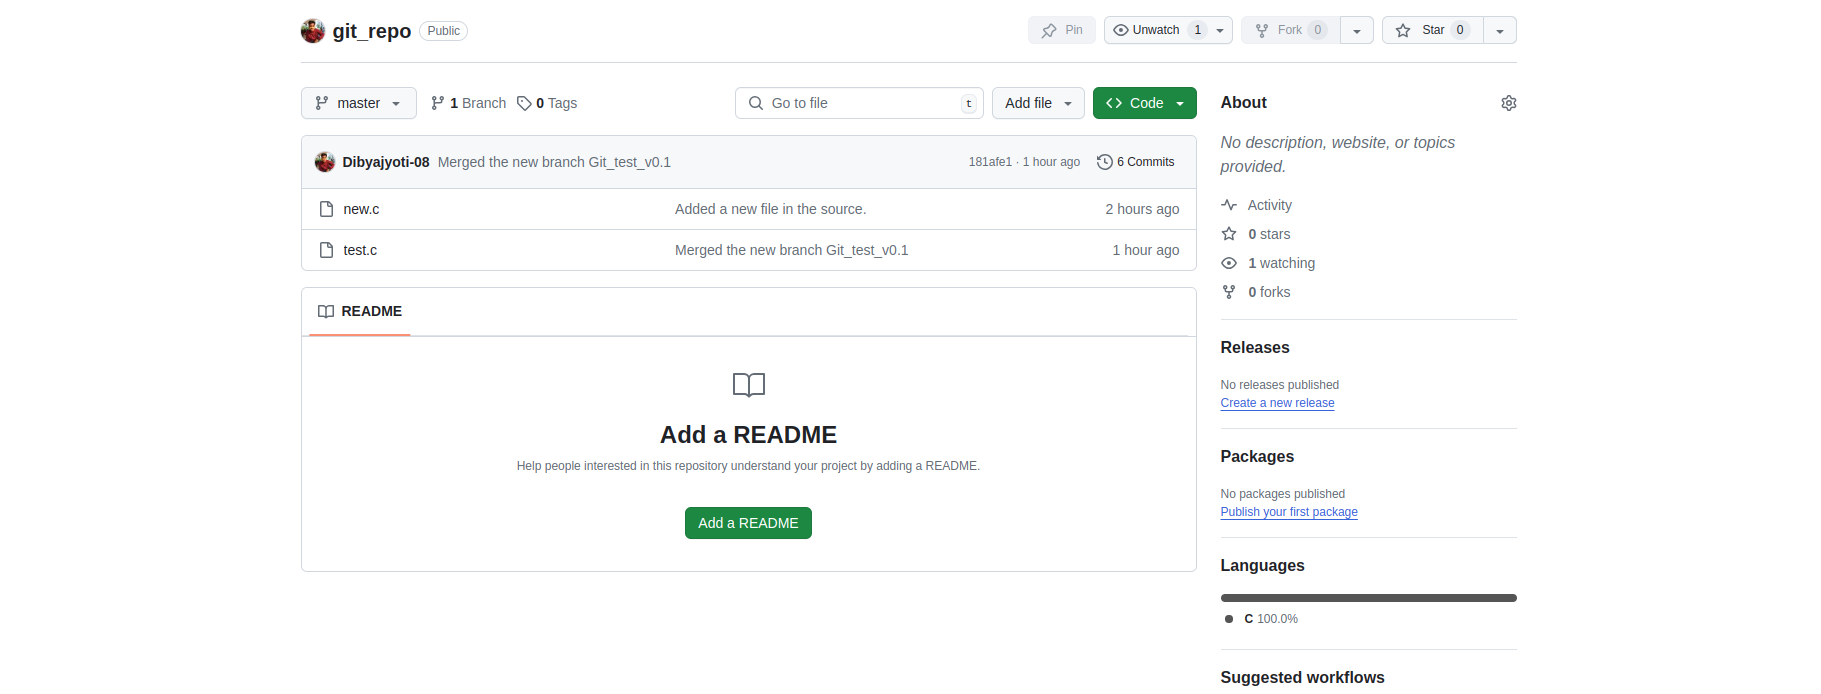 git_repo Public
Pin Unwatch 1 Fork 0 Star 0
master 1 Branch 0 Tags Go to file t Add file Code
Dibyajyoti-08 Merged the new branch Git_test_v0.1 181afe1 · 1 hour ago 6 Commits
new.c Added a new file in the source. 2 hours ago
test.c Merged the new branch Git_test_v0.1 1 hour ago
README
Add a README
Help people interested in this repository understand your project by adding a README.
Add a README
About
No description, website, or topics
provided.
Activity
0 stars
1 watching
0 forks
Releases
No releases published
Create a new release
Packages
No packages published
Publish your first package
Languages
C 100.0%
Suggested workflows